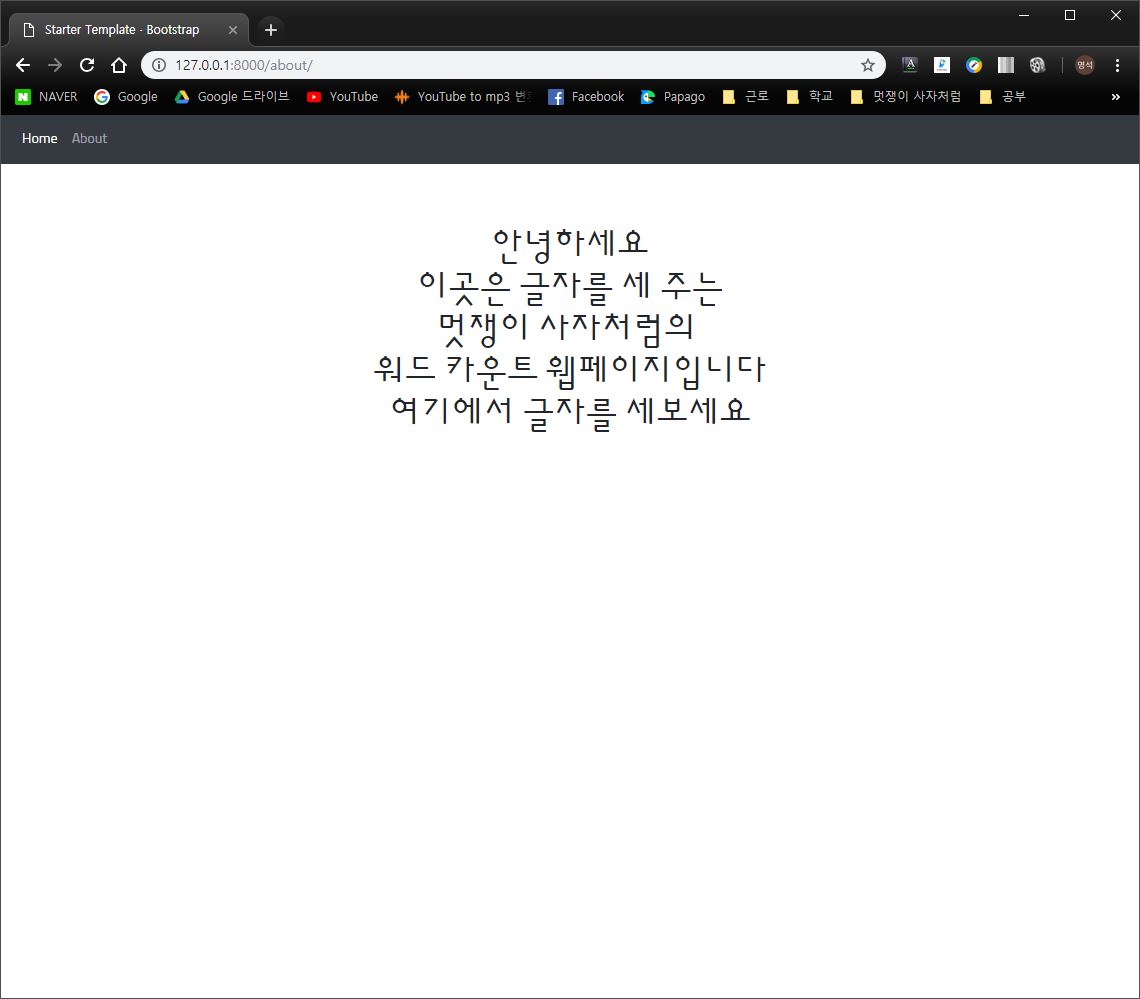 Starter Template · Bootstrap
127.0.0.1:8000/about/
NAVER Google Google 드라이브 YouTube YouTube to mp3 변 Facebook Papago 근로 학교 멋쟁이 사자처럼 공부 »
명석
Home About
안녕하세요
이곳은 글자를 세 주는
멋쟁이 사자처럼의
워드 카운트 웹페이지입니다
여기에서 글자를 세보세요